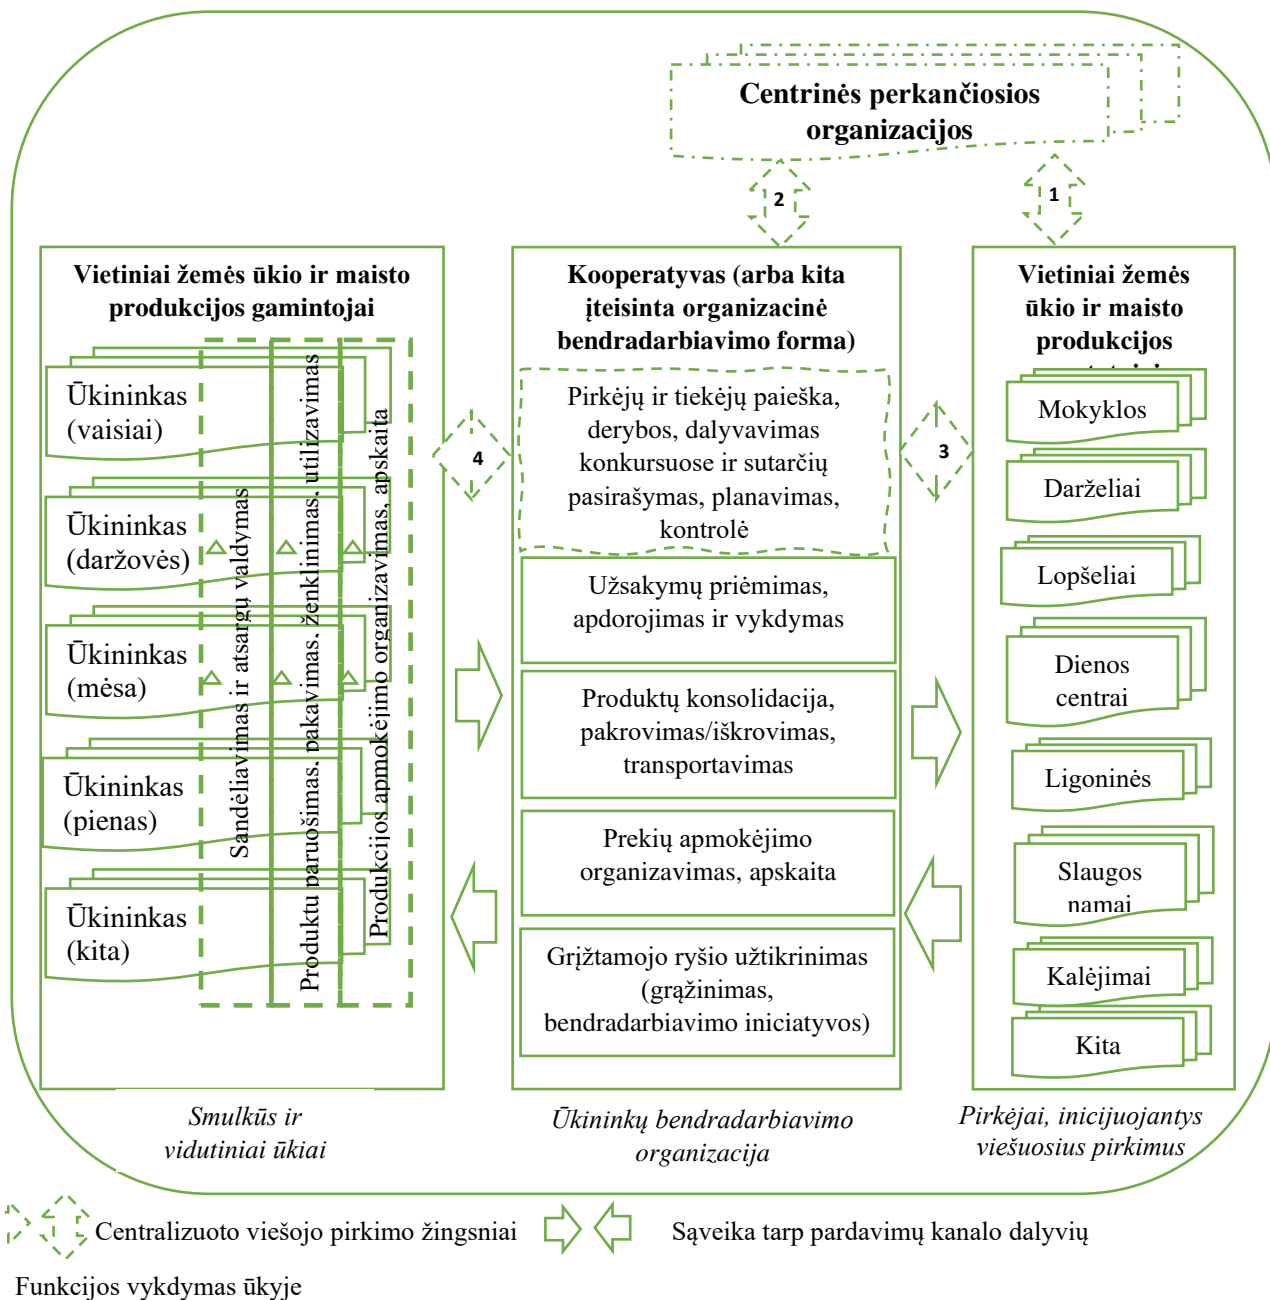 Centrinės perkančiosios
organizacijos
2
1
Vietiniai žemės ūkio ir maisto
produkcijos gamintojai
Ūkininkas
(vaisiai)
Ūkininkas
(daržovės)
Ūkininkas
(mėsa)
Ūkininkas
(pienas)
Ūkininkas
(kita)
Sandėliavimas ir atsargų valdymas
Produktų paruošimas, pakavimas, ženklinimas, utilizavimas
Produkcijos apmokėjimo organizavimas, apskaita
4
Kooperatyvas (arba kita
įteisinta organizacinė
bendradarbiavimo forma)
Pirkėjų ir tiekėjų paieška,
derybos, dalyvavimas
konkursuose ir sutarčių
pasirašymas, planavimas,
kontrolė
Užsakymų priėmimas,
apdorojimas ir vykdymas
Produktų konsolidacija,
pakrovimas/iškrovimas,
transportavimas
Prekių apmokėjimo
organizavimas, apskaita
Grįžtamojo ryšio užtikrinimas
(grąžinimas,
bendradarbiavimo iniciatyvos)
3
Vietiniai žemės
ūkio ir maisto
produkcijos
Mokyklos
Darželiai
Lopšeliai
Dienos
centrai
Ligoninės
Slaugos
namai
Kalėjimai
Kita
Smulkūs ir
vidutiniai ūkiai
Ūkininkų bendradarbiavimo
organizacija
Pirkėjai, inicijuojantys
viešuosius pirkimus
Centralizuoto viešojo pirkimo žingsniai
Sąveika tarp pardavimų kanalo dalyvių
Funkcijos vykdymas ūkyje